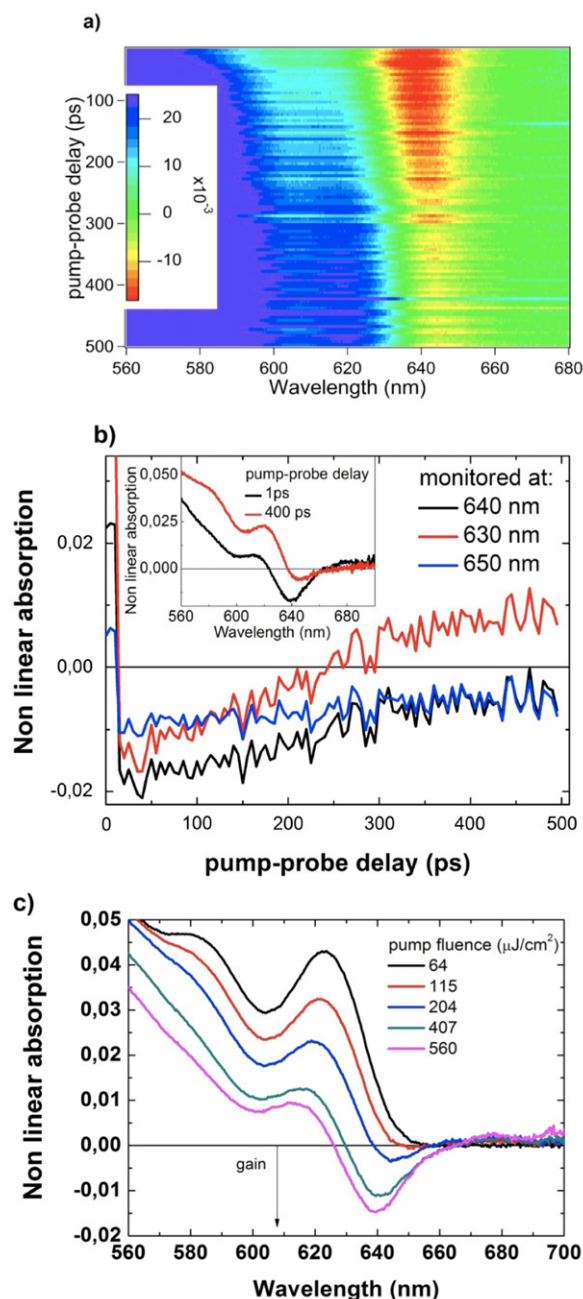 a)
pump-probe delay (ps)
100
200
300
400
500
20
10
0
-10
x10⁻³
560
580
600
620
640
660
680
Wavelength (nm)
b)
Non linear absorption
0,02
0,00
-0,02
0,050
0,025
0,000
Non linear absorption
pump-probe delay
1ps
400 ps
560
600
640
680
Wavelength (nm)
monitored at:
640 nm
630 nm
650 nm
0
100
200
300
400
500
pump-probe delay (ps)
c)
Non linear absorption
0,05
0,04
0,03
0,02
0,01
0,00
-0,01
-0,02
pump fluence (μJ/cm²)
64
115
204
407
560
gain
560
580
600
620
640
660
680
700
Wavelength (nm)